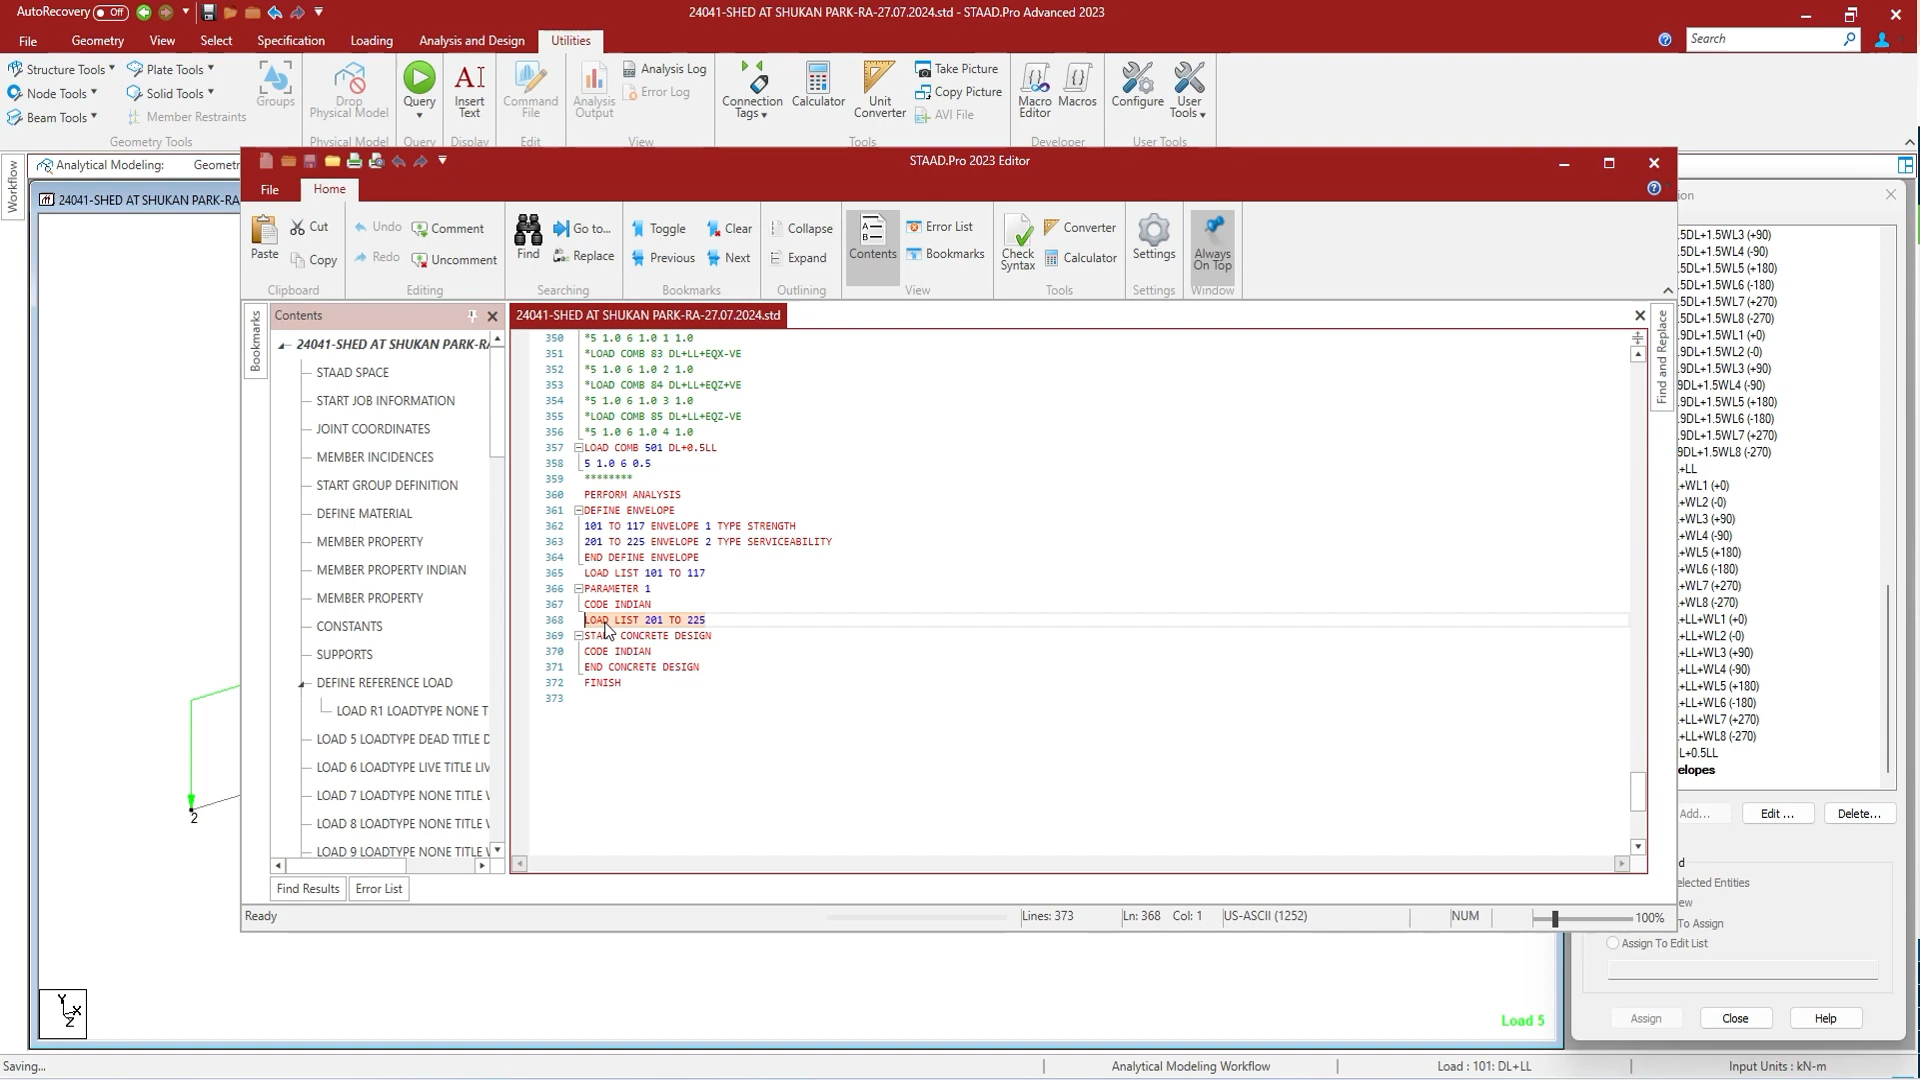 AutoRecovery Off
24041-SHED AT SHUKAN PARK-RA-27.07.2024.std - STAAD.Pro Advanced 2023
File Geometry View Select Specification Loading Analysis and Design Utilities
Search
Structure Tools Plate Tools
Node Tools Solid Tools
Beam Tools Member Restraints
Groups
Drop Physical Model
Query
Insert Text
Command File
Analysis Output
Analysis Log
Error Log
Connection Tags
Calculator
Unit Converter
Take Picture
Copy Picture
AVI File
Macro Editor
Macros
Configure
User Tools
Geometry Tools Physical Model Query Display Edit View Tools Developer User Tools
Workflow
Analytical Modeling:
24041-SHED AT SHUKAN PARK-RA
STAAD.Pro 2023 Editor
File Home
Paste Cut Copy
Undo Comment
Redo Uncomment
Find Go to... Replace
Toggle Clear
Previous Next
Collapse
Expand
Contents
Error List
Bookmarks
Check Syntax
Converter
Calculator
Settings
Always On Top
Clipboard Editing Searching Bookmarks Outlining View Tools Settings Window
Bookmarks
Contents
24041-SHED AT SHUKAN PARK-R
STAAD SPACE
START JOB INFORMATION
JOINT COORDINATES
MEMBER INCIDENCES
START GROUP DEFINITION
DEFINE MATERIAL
MEMBER PROPERTY
MEMBER PROPERTY INDIAN
MEMBER PROPERTY
CONSTANTS
SUPPORTS
DEFINE REFERENCE LOAD
LOAD R1 LOADTYPE NONE T
LOAD 5 LOADTYPE DEAD TITLE D
LOAD 6 LOADTYPE LIVE TITLE LIV
LOAD 7 LOADTYPE NONE TITLE W
LOAD 8 LOADTYPE NONE TITLE W
LOAD 9 LOADTYPE NONE TITLE W
24041-SHED AT SHUKAN PARK-RA-27.07.2024.std
350 *5 1.0 6 1.0 1 1.0
351 *LOAD COMB 83 DL+LL+EQX-VE
352 *5 1.0 6 1.0 2 1.0
353 *LOAD COMB 84 DL+LL+EQZ+VE
354 *5 1.0 6 1.0 3 1.0
355 *LOAD COMB 85 DL+LL+EQZ-VE
356 *5 1.0 6 1.0 4 1.0
357 LOAD COMB 501 DL+0.5LL
358 5 1.0 6 0.5
359 ********
360 PERFORM ANALYSIS
361 DEFINE ENVELOPE
362 101 TO 117 ENVELOPE 1 TYPE STRENGTH
363 201 TO 225 ENVELOPE 2 TYPE SERVICEABILITY
364 END DEFINE ENVELOPE
365 LOAD LIST 101 TO 117
366 PARAMETER 1
367 CODE INDIAN
368 LOAD LIST 201 TO 225
369 START CONCRETE DESIGN
370 CODE INDIAN
371 END CONCRETE DESIGN
372 FINISH
373
Find and Replace
Find Results Error List
Ready Lines: 373 Ln: 368 Col: 1 US-ASCII (1252) NUM 100%
ion
.5DL+1.5WL3 (+90)
.5DL+1.5WL4 (-90)
.5DL+1.5WL5 (+180)
.5DL+1.5WL6 (-180)
.5DL+1.5WL7 (+270)
.5DL+1.5WL8 (-270)
.9DL+1.5WL1 (+0)
.9DL+1.5WL2 (-0)
.9DL+1.5WL3 (+90)
.9DL+1.5WL4 (-90)
.9DL+1.5WL5 (+180)
.9DL+1.5WL6 (-180)
.9DL+1.5WL7 (+270)
.9DL+1.5WL8 (-270)
+LL
+WL1 (+0)
+WL2 (-0)
+WL3 (+90)
+WL4 (-90)
+WL5 (+180)
+WL6 (-180)
+WL7 (+270)
+WL8 (-270)
+LL+WL1 (+0)
+LL+WL2 (-0)
+LL+WL3 (+90)
+LL+WL4 (-90)
+LL+WL5 (+180)
+LL+WL6 (-180)
+LL+WL7 (+270)
+LL+WL8 (-270)
L+0.5LL
elopes
Add... Edit ... Delete...
d
elected Entities
ew
To Assign
Assign To Edit List
Assign Close Help
2
Y X Z
Load 5
Saving... Analytical Modeling Workflow Load : 101: DL+LL Input Units : kN-m